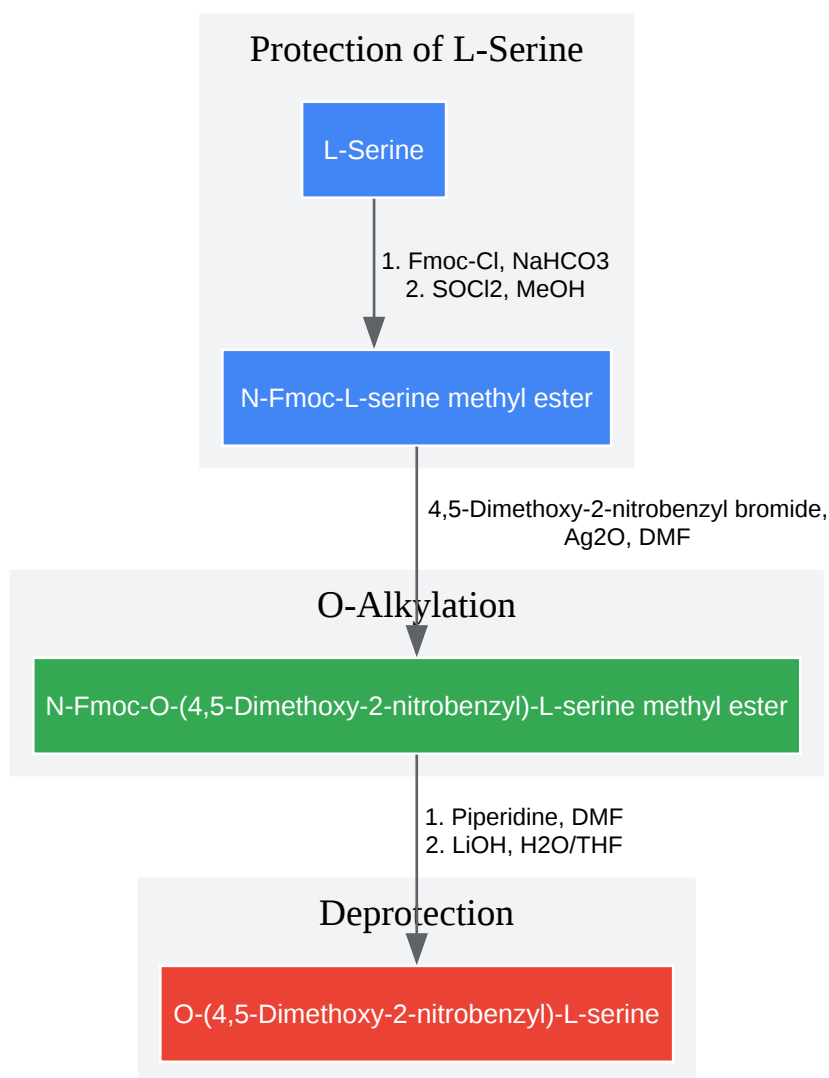 Protection of L-Serine
L-Serine
1. Fmoc-Cl, NaHCO3
2. SOCl2, MeOH
N-Fmoc-L-serine methyl ester
4,5-Dimethoxy-2-nitrobenzyl bromide,
Ag2O, DMF
O-Alkylation
N-Fmoc-O-(4,5-Dimethoxy-2-nitrobenzyl)-L-serine methyl ester
1. Piperidine, DMF
2. LiOH, H2O/THF
Deprotection
O-(4,5-Dimethoxy-2-nitrobenzyl)-L-serine